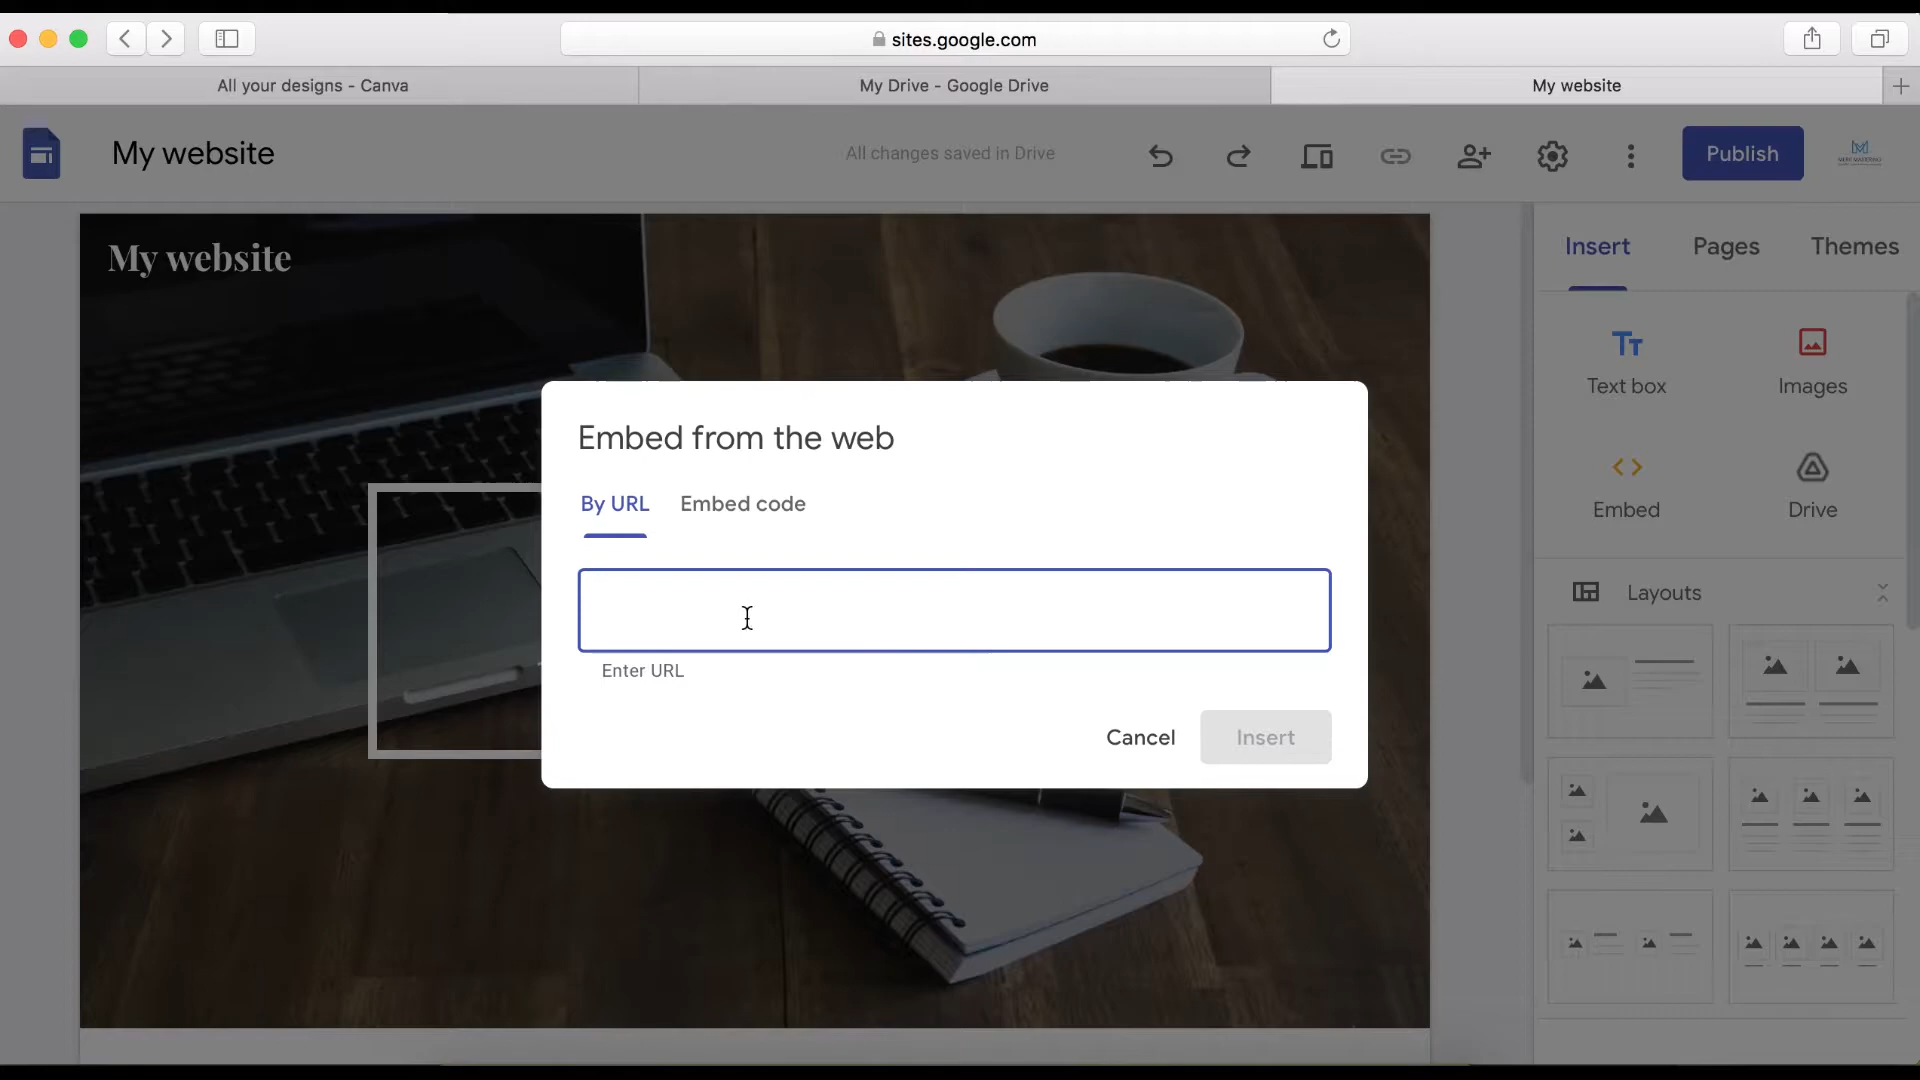 sites.google.com
All your designs - Canva
My Drive - Google Drive
My website
My website
All changes saved in Drive
Publish
My website
Insert
Pages
Themes
Text box
Images
Embed
Drive
Layouts
Embed from the web
By URL
Embed code
Enter URL
Cancel
Insert